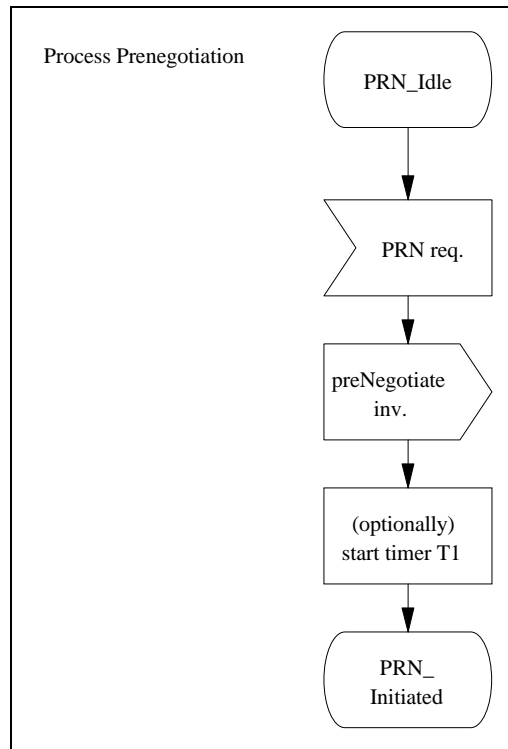 Process Prenegotiation
PRN_Idle
PRN req.
preNegotiate
inv.
(optionally)
start timer T1
PRN_
Initiated